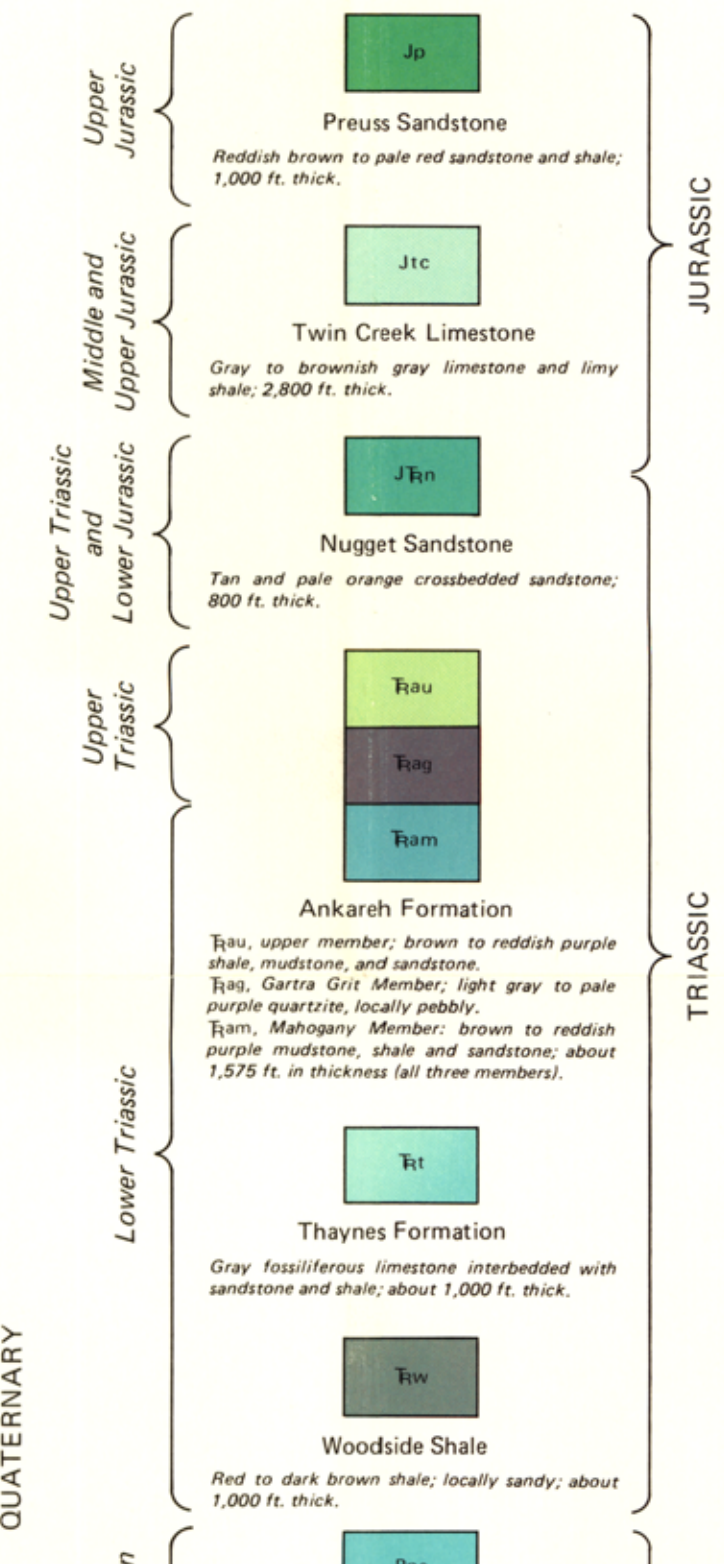 Upper
Jurassic
Jp
Preuss Sandstone
Reddish brown to pale red sandstone and shale;
1,000 ft. thick.
JURASSIC
Middle and
Upper Jurassic
Jtc
Twin Creek Limestone
Gray to brownish gray limestone and limy
shale; 2,800 ft. thick.
Upper Triassic
and
Lower Jurassic
JTRn
Nugget Sandstone
Tan and pale orange crossbedded sandstone;
800 ft. thick.
Upper
Triassic
TRau
TRag
TRam
Ankareh Formation
TRau, upper member; brown to reddish purple
shale, mudstone, and sandstone.
TRag, Gartra Grit Member; light gray to pale
purple quartzite, locally pebbly.
TRam, Mahogany Member: brown to reddish
purple mudstone, shale and sandstone; about
1,575 ft. in thickness (all three members).
TRIASSIC
Lower Triassic
TRt
Thaynes Formation
Gray fossiliferous limestone interbedded with
sandstone and shale; about 1,000 ft. thick.
TRw
Woodside Shale
Red to dark brown shale; locally sandy; about
1,000 ft. thick.
QUATERNARY